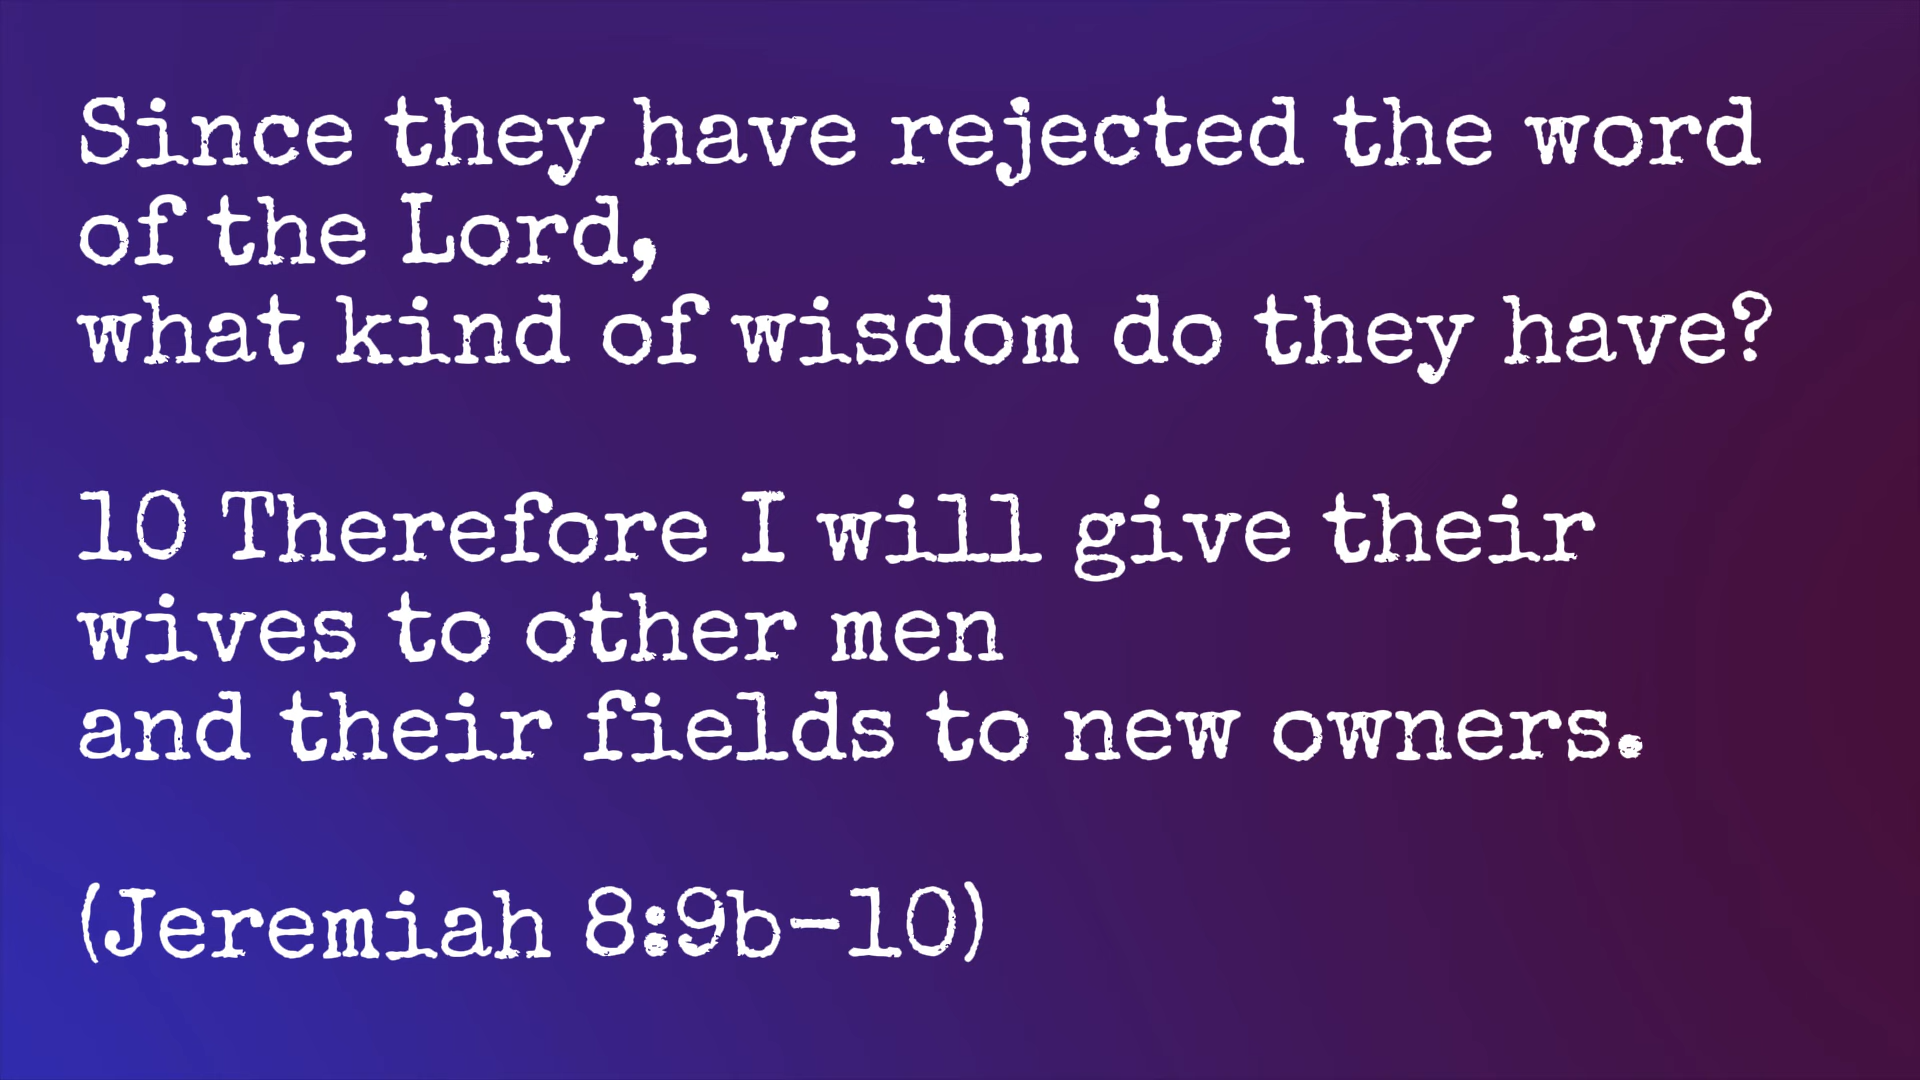 Since they have rejected the word
of the Lord,
what kind of wisdom do they have?
10 Therefore I will give their
wives to other men
and their fields to new owners.
(Jeremiah 8:9b-10)